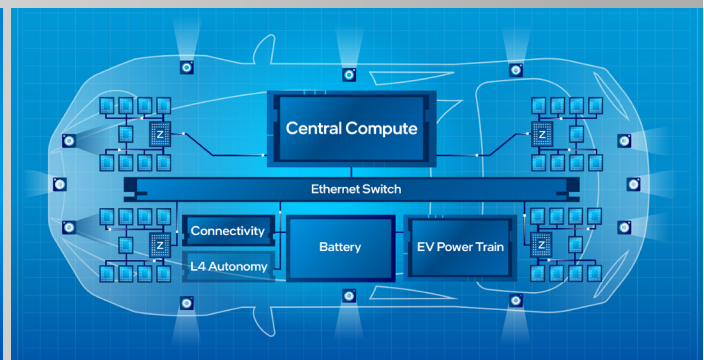 Central Compute
Z
Z
Ethernet Switch
Connectivity
L4 Autonomy
Battery
EV Power Train
Z
Z